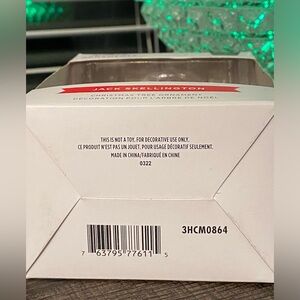 JACK SKELLINGTON
CHRISTMAS TREE ORNAMENT
DÉCORATION POUR L'ARBRE DE NOËL
THIS IS NOT A TOY. FOR DECORATIVE USE ONLY.
CE PRODUIT N'EST PAS UN JOUET. POUR USAGE DÉCORATIF SEULEMENT.
MADE IN CHINA/FABRIQUÉ EN CHINE
0322
3HCM0864
7 63795 77611 5